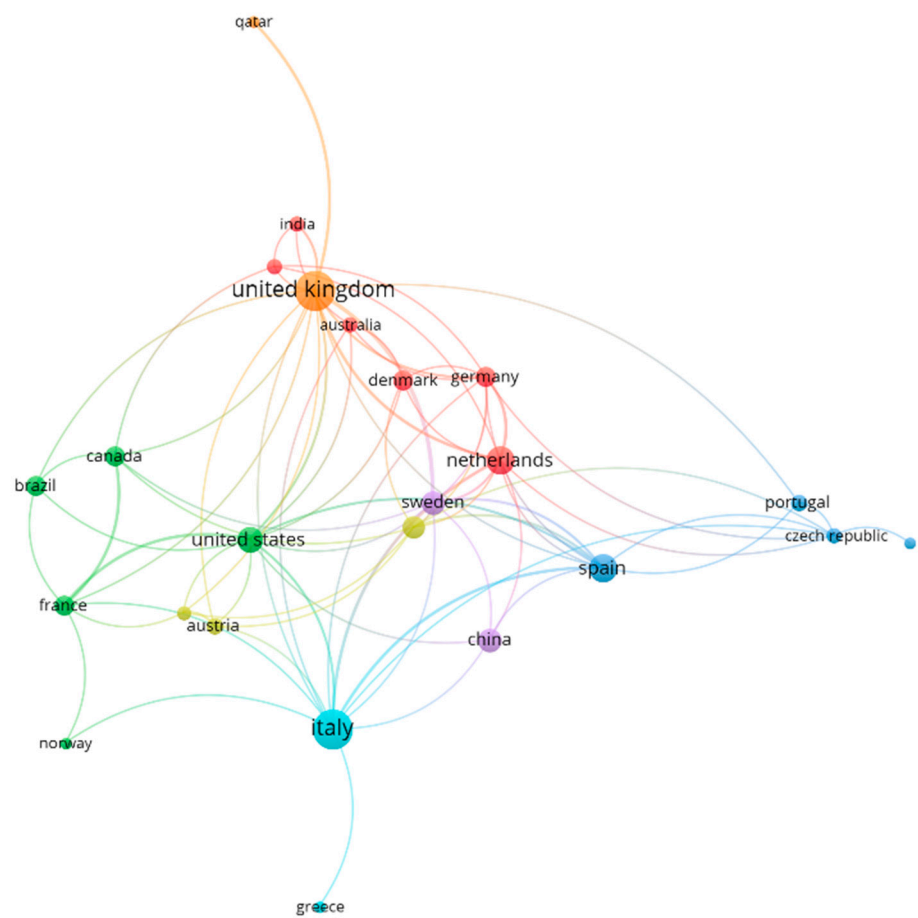 qatar
india
united kingdom
australia
denmark
germany
canada
netherlands
brazil
sweden
portugal
united states
czech republic
spain
france
austria
china
italy
norway
greece